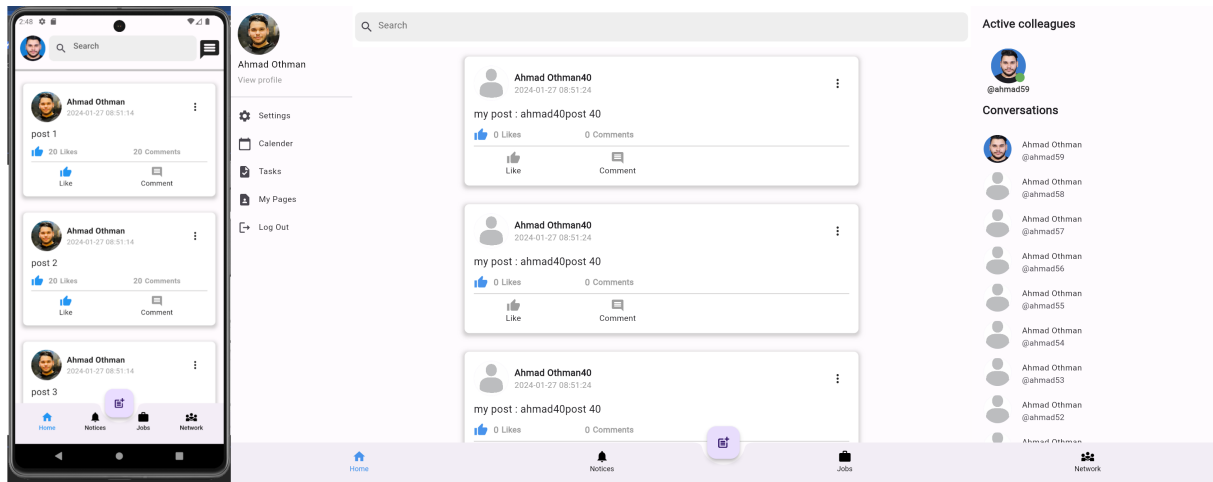 2:48
Search
Ahmad Othman
2024-01-27 08:51:14
post 1
20 Likes
20 Comments
Like
Comment
Ahmad Othman
2024-01-27 08:51:14
post 2
20 Likes
20 Comments
Like
Comment
Ahmad Othman
2024-01-27 08:51:14
post 3
Home
Notices
Jobs
Network
Ahmad Othman
View profile
Settings
Calender
Tasks
My Pages
Log Out
Search
Ahmad Othman40
2024-01-27 08:51:24
my post : ahmad40post 40
0 Likes
0 Comments
Like
Comment
Ahmad Othman40
2024-01-27 08:51:24
my post : ahmad40post 40
0 Likes
0 Comments
Like
Comment
Ahmad Othman40
2024-01-27 08:51:24
my post : ahmad40post 40
0 Likes
0 Comments
Home
Notices
Jobs
Network
Active colleagues
@ahmad59
Conversations
Ahmad Othman
@ahmad59
Ahmad Othman
@ahmad58
Ahmad Othman
@ahmad57
Ahmad Othman
@ahmad56
Ahmad Othman
@ahmad55
Ahmad Othman
@ahmad54
Ahmad Othman
@ahmad53
Ahmad Othman
@ahmad52
Ahmad Othman